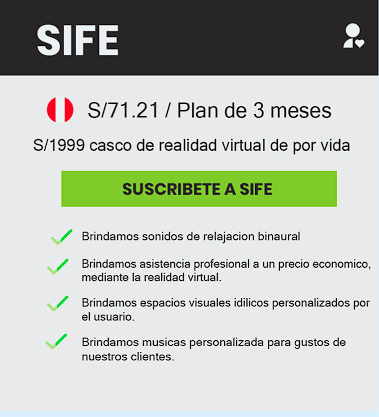 SIFE
S/71.21 / Plan de 3 meses
S/1999 casco de realidad virtual de por vida
SUSCRIBETE A SIFE
Brindamos sonidos de relajacion binaural
Brindamos asistencia profesional a un precio economico,
mediante la realidad virtual.
Brindamos espacios visuales idilicos personalizados por
el usuario.
Brindamos musicas personalizada para gustos de
nuestros clientes.